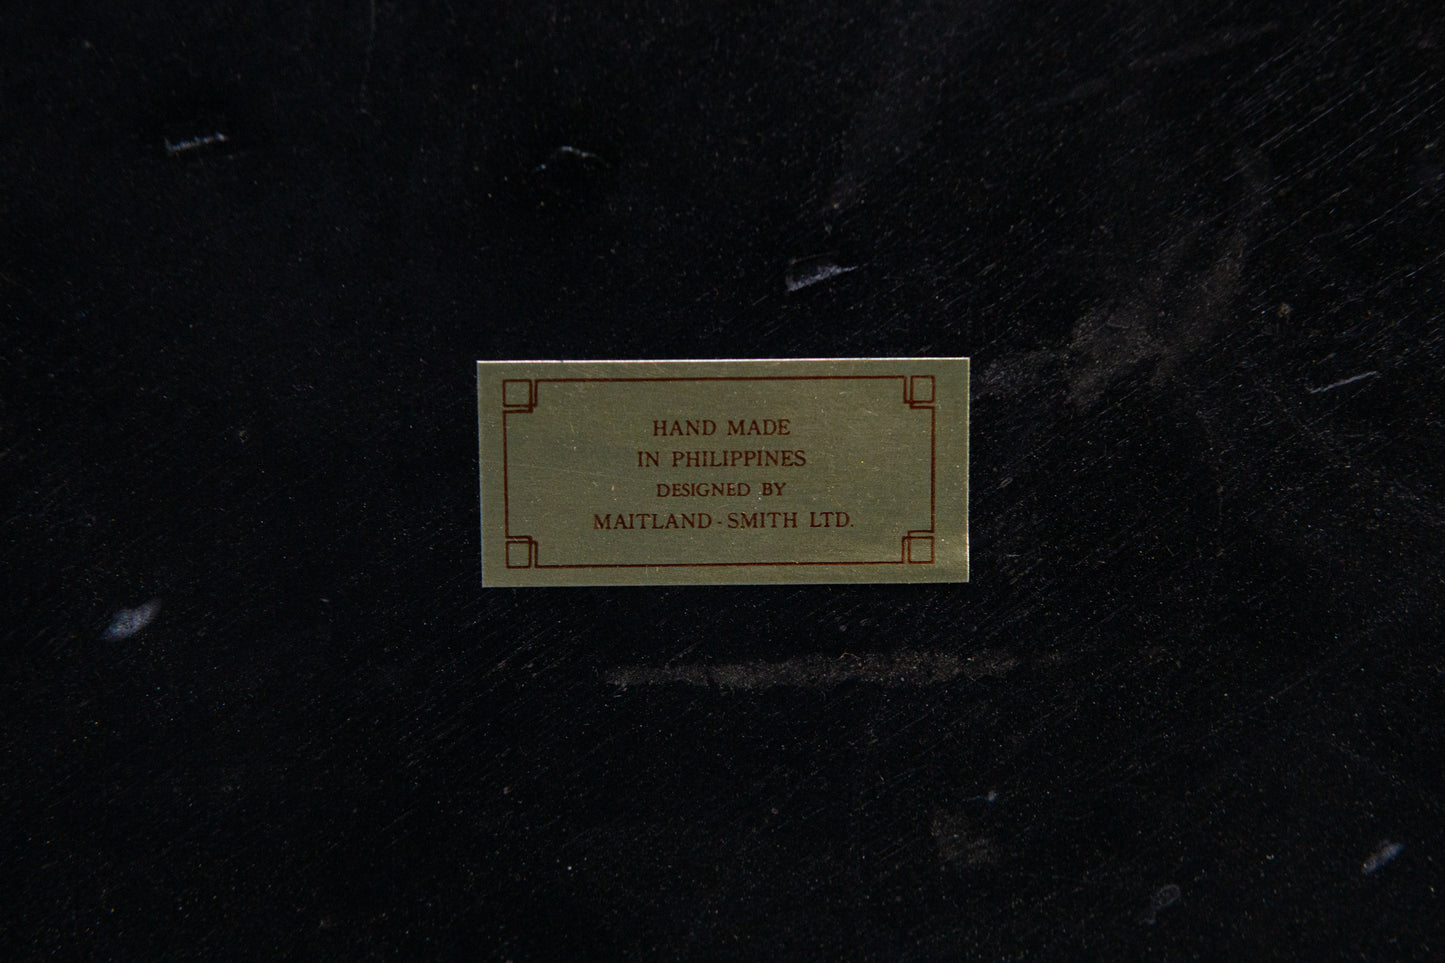 HAND MADE
IN PHILIPPINES
DESIGNED BY
MAITLAND-SMITH LTD.